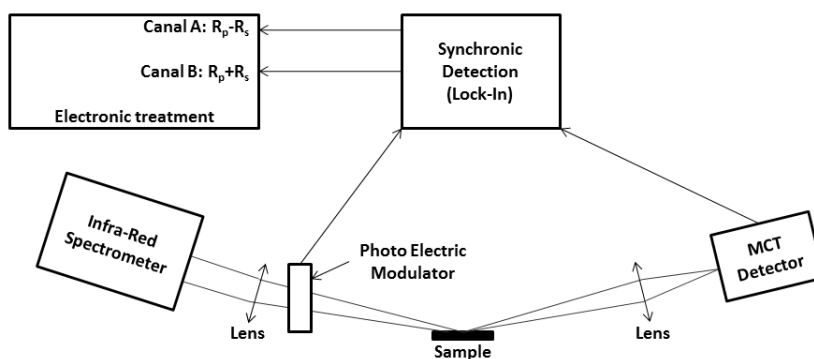 Canal A: Rp-Rs
Canal B: Rp+Rs
Electronic treatment
Synchronic
Detection
(Lock-In)
Infra-Red
Spectrometer
Photo Electric
Modulator
MCT
Detector
Lens
Lens
Sample